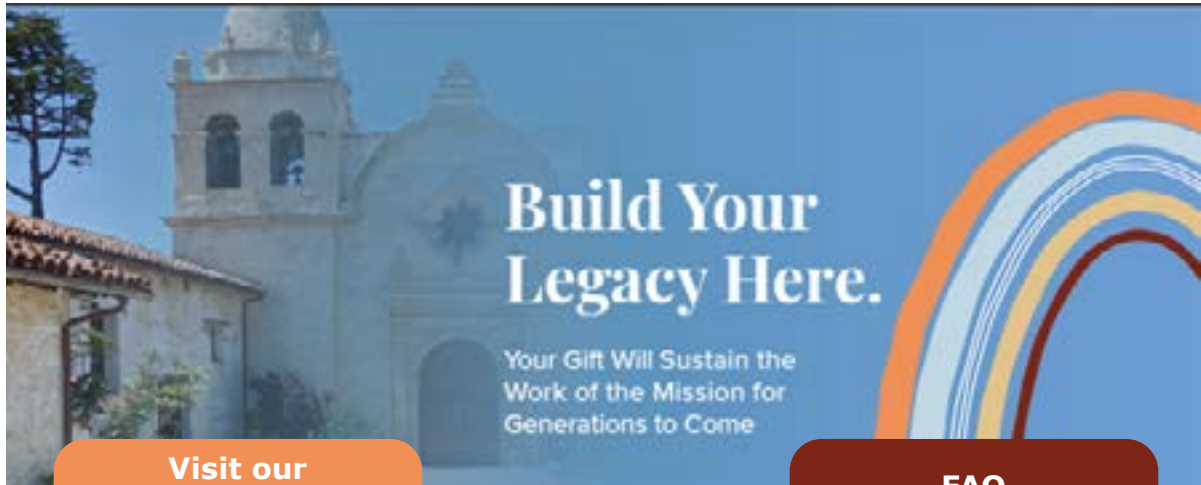 Build Your
Legacy Here.
Your Gift Will Sustain the
Work of the Mission for
Generations to Come
Visit our
FAQ